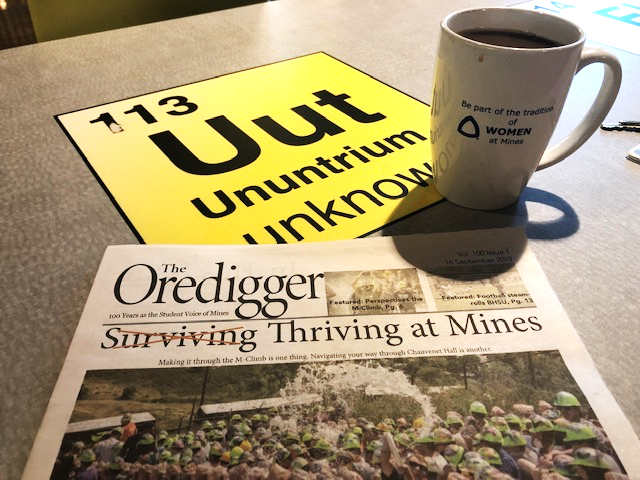 113
Uut
Ununtrium
unknow
14
Be part of the tradition
of
WOMEN
at Mines
Vol. 100 Issue 1
16 September 2019
The
Oredigger
100 Years as the Student Voice of Mines
Featured: Perspectives the
M-Climb, Pg. 6
Featured: Football steam-
rolls BHSU, Pg. 13
Surviving Thriving at Mines
Making it through the M-Climb is one thing. Navigating your way through Chauvenet Hall is another.